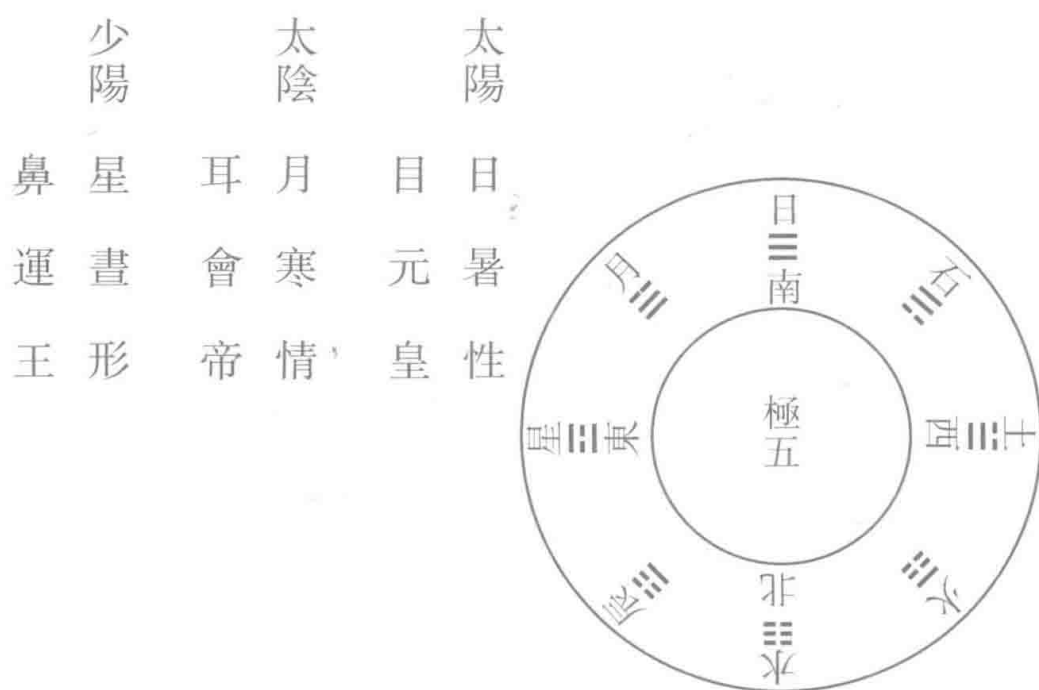 太陽 日 暑 性
目 元 皇
太陰 月 寒 情
耳 會 帝
少陽 星 晝 形
鼻 運 王
日 ☰ 南
月 ☱
星 ☲ 東
辰 ☳
水 ☷ 北
火 ☶
土 ☵ 西
石 ☴
極五